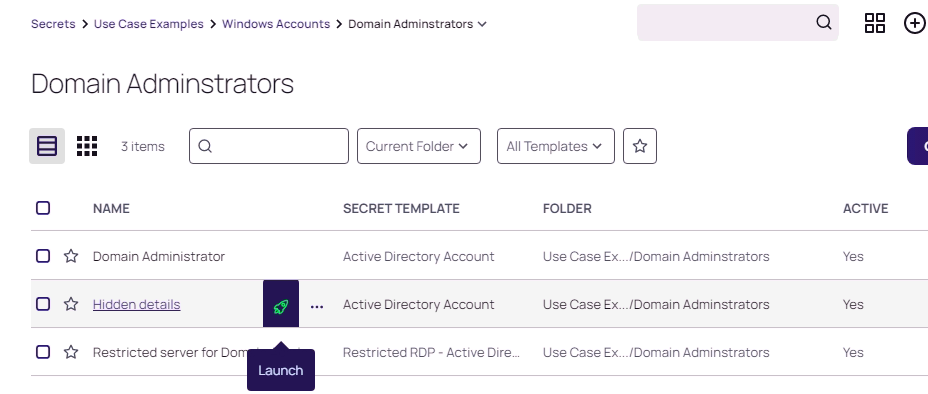 Secrets > Use Case Examples > Windows Accounts > Domain Adminstrators
Domain Adminstrators
3 items Current Folder All Templates
NAME SECRET TEMPLATE FOLDER ACTIVE
Domain Administrator Active Directory Account Use Case Ex.../Domain Adminstrators Yes
Hidden details ... Active Directory Account Use Case Ex.../Domain Adminstrators Yes
Restricted server for Restricted RDP - Active Dire... Use Case Ex.../Domain Adminstrators Yes
Launch